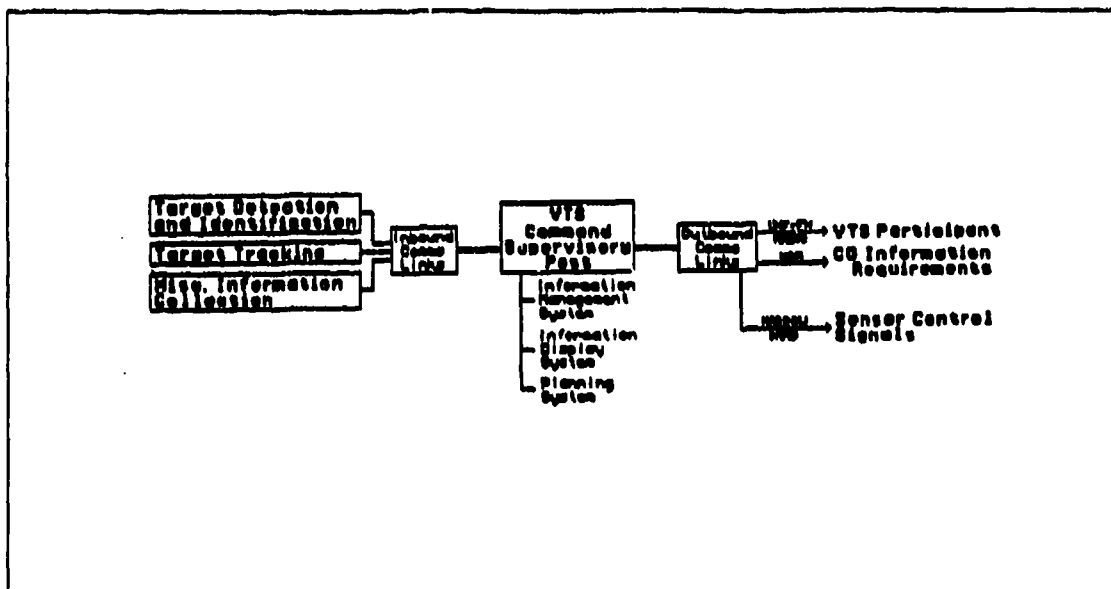 Target Detection
and Identification
Target Tracking
Misc. Information
Collection
Inbound
Comms
Links
VTS
Command
Supervisory
Post
Information
Management
System
Information
Display
System
Planning
System
Outbound
Comms
Links
VTS Participant
CG Information
Requirements
Sensor Control
Signals